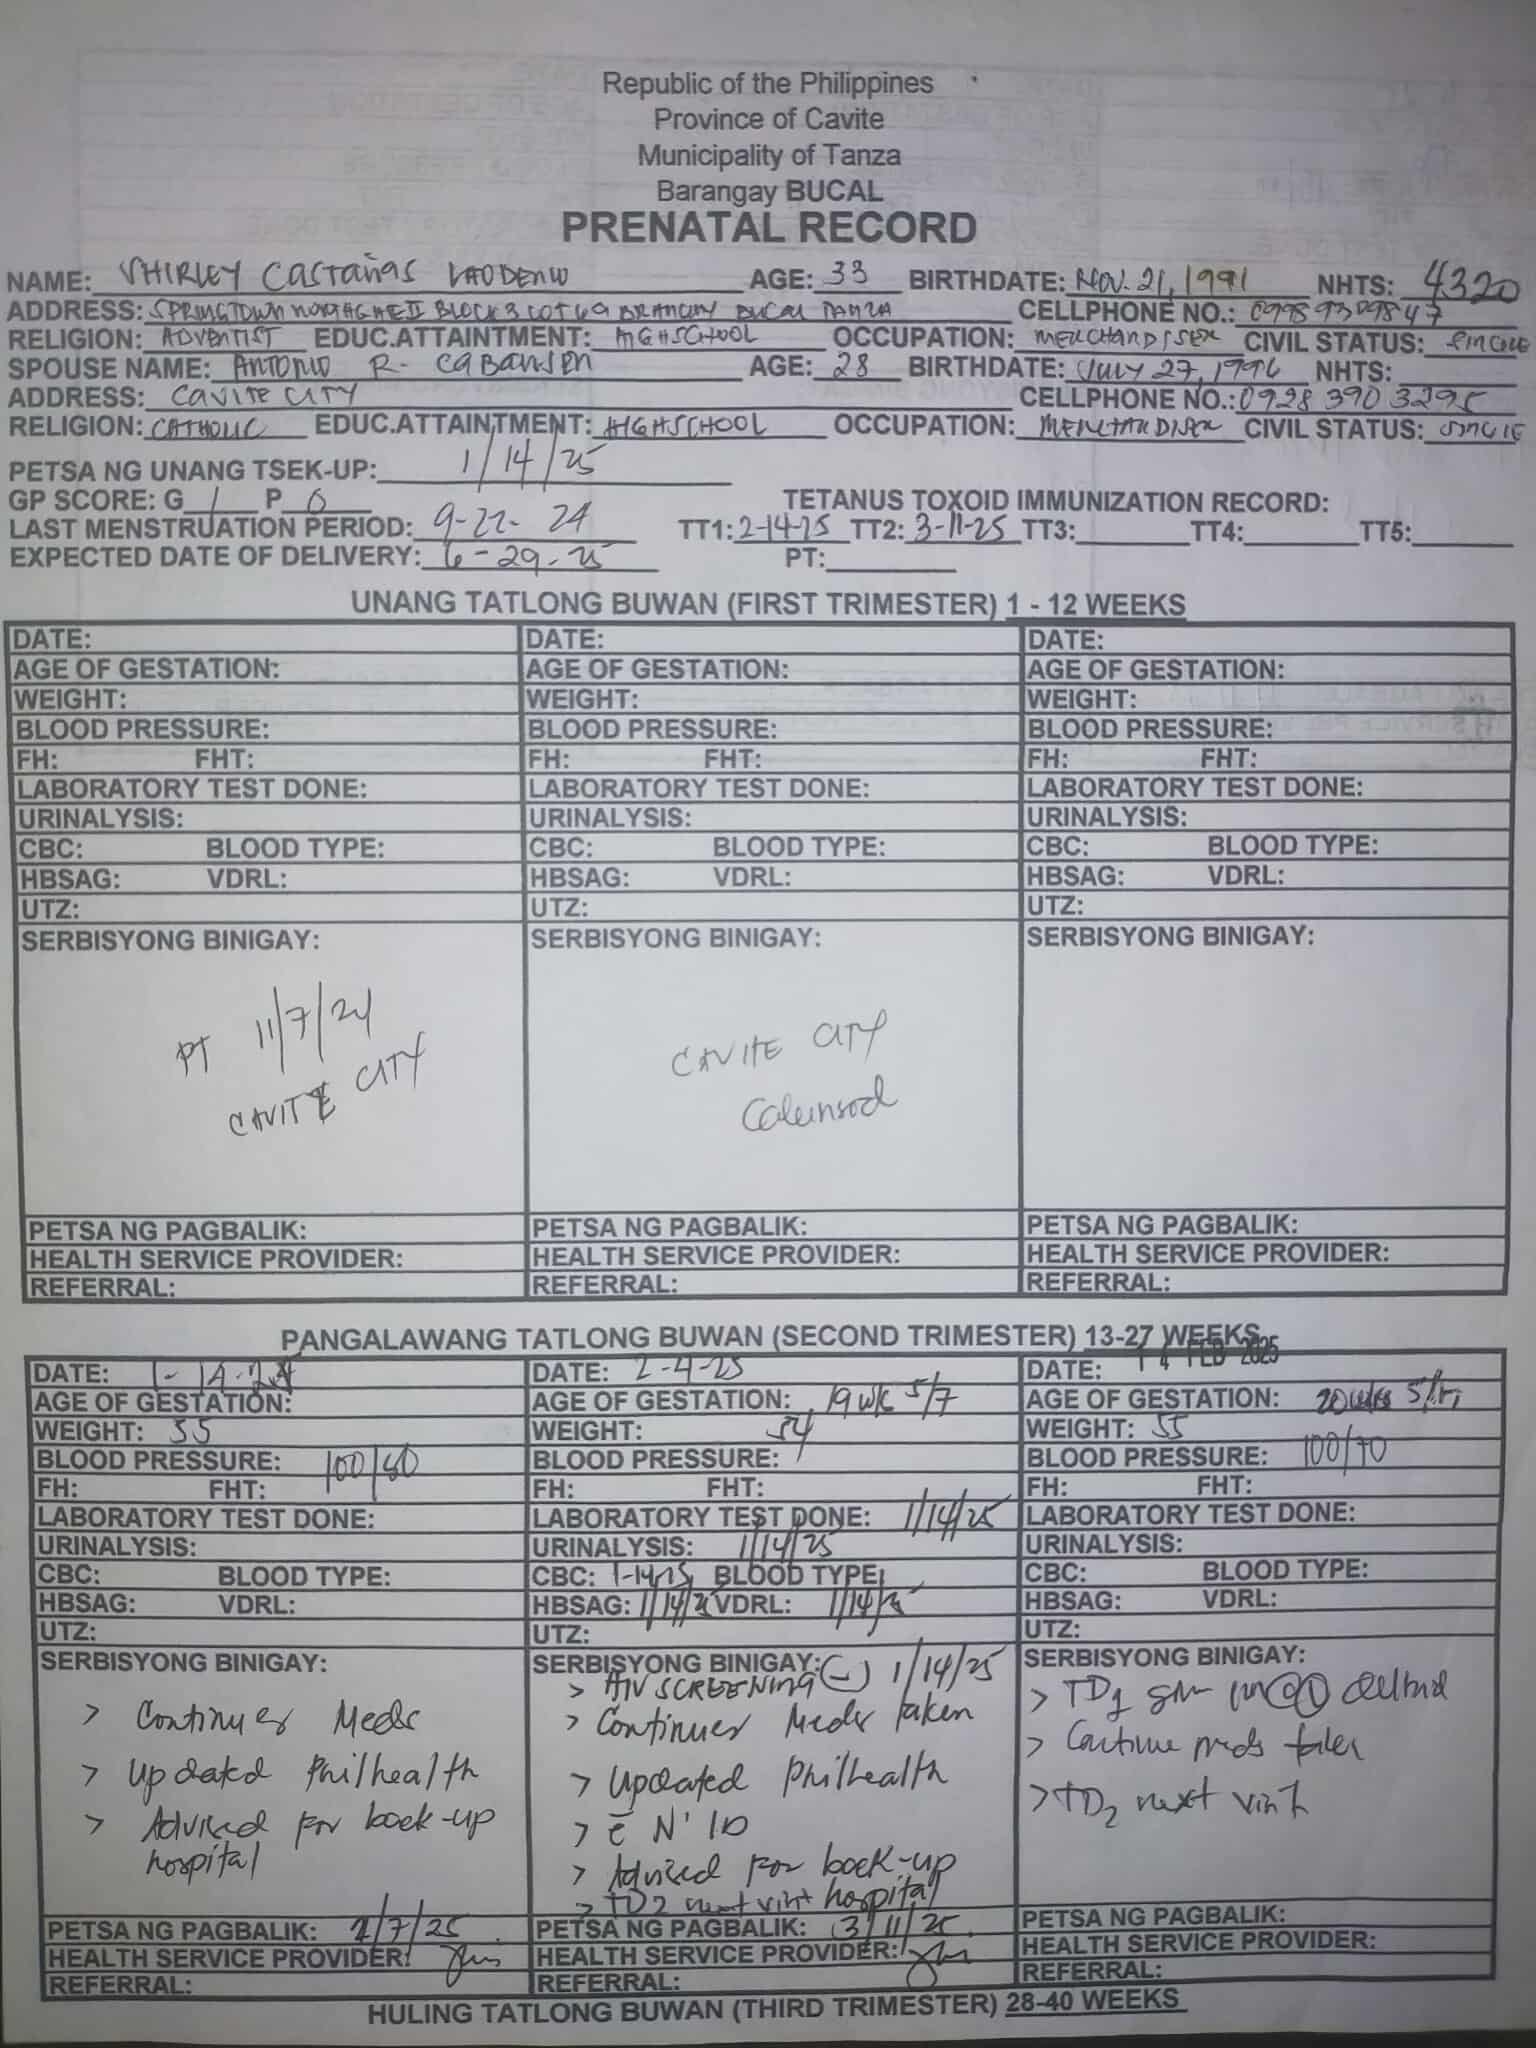 Republic of the Philippines
Province of Cavite
Municipality of Tanza
Barangay BUCAL
PRENATAL RECORD
NAME: SHIRLEY Castañas LAODENIO AGE: 33 BIRTHDATE: NOV. 21, 1991 NHTS: 4320
ADDRESS: SPRINGTOWN BLOCK 3 LOT 69 BUCAL TANZA CELLPHONE NO.: 09989309847
RELIGION: ADVENTIST EDUC.ATTAINTMENT: HIGHSCHOOL OCCUPATION: MERCHANDISER CIVIL STATUS: SINGLE
SPOUSE NAME: ANTONIO R. CABANSEN AGE: 28 BIRTHDATE: JULY 27, 1996 NHTS:
ADDRESS: CAVITE CITY CELLPHONE NO.: 0928 390 3295
RELIGION: CATHOLIC EDUC.ATTAINTMENT: HIGHSCHOOL OCCUPATION: MERCHANDISER CIVIL STATUS: SINGLE
PETSA NG UNANG TSEK-UP: 1/14/25
GP SCORE: G 1 P 0 TETANUS TOXOID IMMUNIZATION RECORD:
LAST MENSTRUATION PERIOD: 9-22-24 TT1: 2-14-25 TT2: 3-11-25 TT3: TT4: TT5:
EXPECTED DATE OF DELIVERY: 6-29-25 PT:
UNANG TATLONG BUWAN (FIRST TRIMESTER) 1 - 12 WEEKS
DATE: DATE: DATE:
AGE OF GESTATION: AGE OF GESTATION: AGE OF GESTATION:
WEIGHT: WEIGHT: WEIGHT:
BLOOD PRESSURE: BLOOD PRESSURE: BLOOD PRESSURE:
FH: FHT: FH: FHT: FH: FHT:
LABORATORY TEST DONE: LABORATORY TEST DONE: LABORATORY TEST DONE:
URINALYSIS: URINALYSIS: URINALYSIS:
CBC: BLOOD TYPE: CBC: BLOOD TYPE: CBC: BLOOD TYPE:
HBSAG: VDRL: HBSAG: VDRL: HBSAG: VDRL:
UTZ: UTZ: UTZ:
SERBISYONG BINIGAY: SERBISYONG BINIGAY: SERBISYONG BINIGAY:
PT 11/7/24 CAVITE CITY
CAVITE CITY
PETSA NG PAGBALIK: PETSA NG PAGBALIK: PETSA NG PAGBALIK:
HEALTH SERVICE PROVIDER: HEALTH SERVICE PROVIDER: HEALTH SERVICE PROVIDER:
REFERRAL: REFERRAL: REFERRAL:
PANGALAWANG TATLONG BUWAN (SECOND TRIMESTER) 13-27 WEEKS
DATE: 1-14-24 DATE: 2-4-25 DATE: 14 FEB 2025
AGE OF GESTATION: AGE OF GESTATION: 19 wk 5/7 AGE OF GESTATION: 20 wks 5/7
WEIGHT: 55 WEIGHT: 54 WEIGHT: 55
BLOOD PRESSURE: 100/60 BLOOD PRESSURE: BLOOD PRESSURE: 100/70
FH: FHT: FH: FHT: FH: FHT:
LABORATORY TEST DONE: LABORATORY TEST DONE: 1/14/25 LABORATORY TEST DONE:
URINALYSIS: URINALYSIS: 1/14/25 URINALYSIS:
CBC: BLOOD TYPE: CBC: 1-14-25 BLOOD TYPE: CBC: BLOOD TYPE:
HBSAG: VDRL: HBSAG: 1/14/25 VDRL: 1/14/25 HBSAG: VDRL:
UTZ: UTZ: UTZ:
SERBISYONG BINIGAY: SERBISYONG BINIGAY: SERBISYONG BINIGAY:
> HIV SCREENING (-) 1/14/25
> Continues Meds > Continues Meds taken > TD1
> Updated Philhealth > Updated Philhealth > Continue meds taken
> Advised for back-up > c̄ N' ID > TD2 next visit
hospital > Advised for back-up
> TD2 next visit hospital
PETSA NG PAGBALIK: 2/7/25 PETSA NG PAGBALIK: 3/11/25 PETSA NG PAGBALIK:
HEALTH SERVICE PROVIDER: HEALTH SERVICE PROVIDER: HEALTH SERVICE PROVIDER:
REFERRAL: REFERRAL: REFERRAL:
HULING TATLONG BUWAN (THIRD TRIMESTER) 28-40 WEEKS